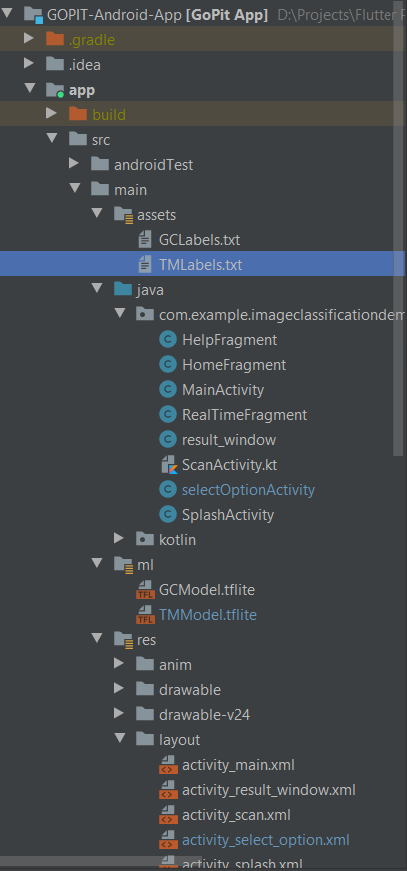 GOPIT-Android-App [GoPit App] D:\Projects\Flutter P
.gradle
.idea
app
build
src
androidTest
main
assets
GCLabels.txt
TMLabels.txt
java
com.example.imageclassificationdem
HelpFragment
HomeFragment
MainActivity
RealTimeFragment
result_window
ScanActivity.kt
selectOptionActivity
SplashActivity
kotlin
ml
TFL GCModel.tflite
TFL TMModel.tflite
res
anim
drawable
drawable-v24
layout
activity_main.xml
activity_result_window.xml
activity_scan.xml
activity_select_option.xml
activity_splash.xml